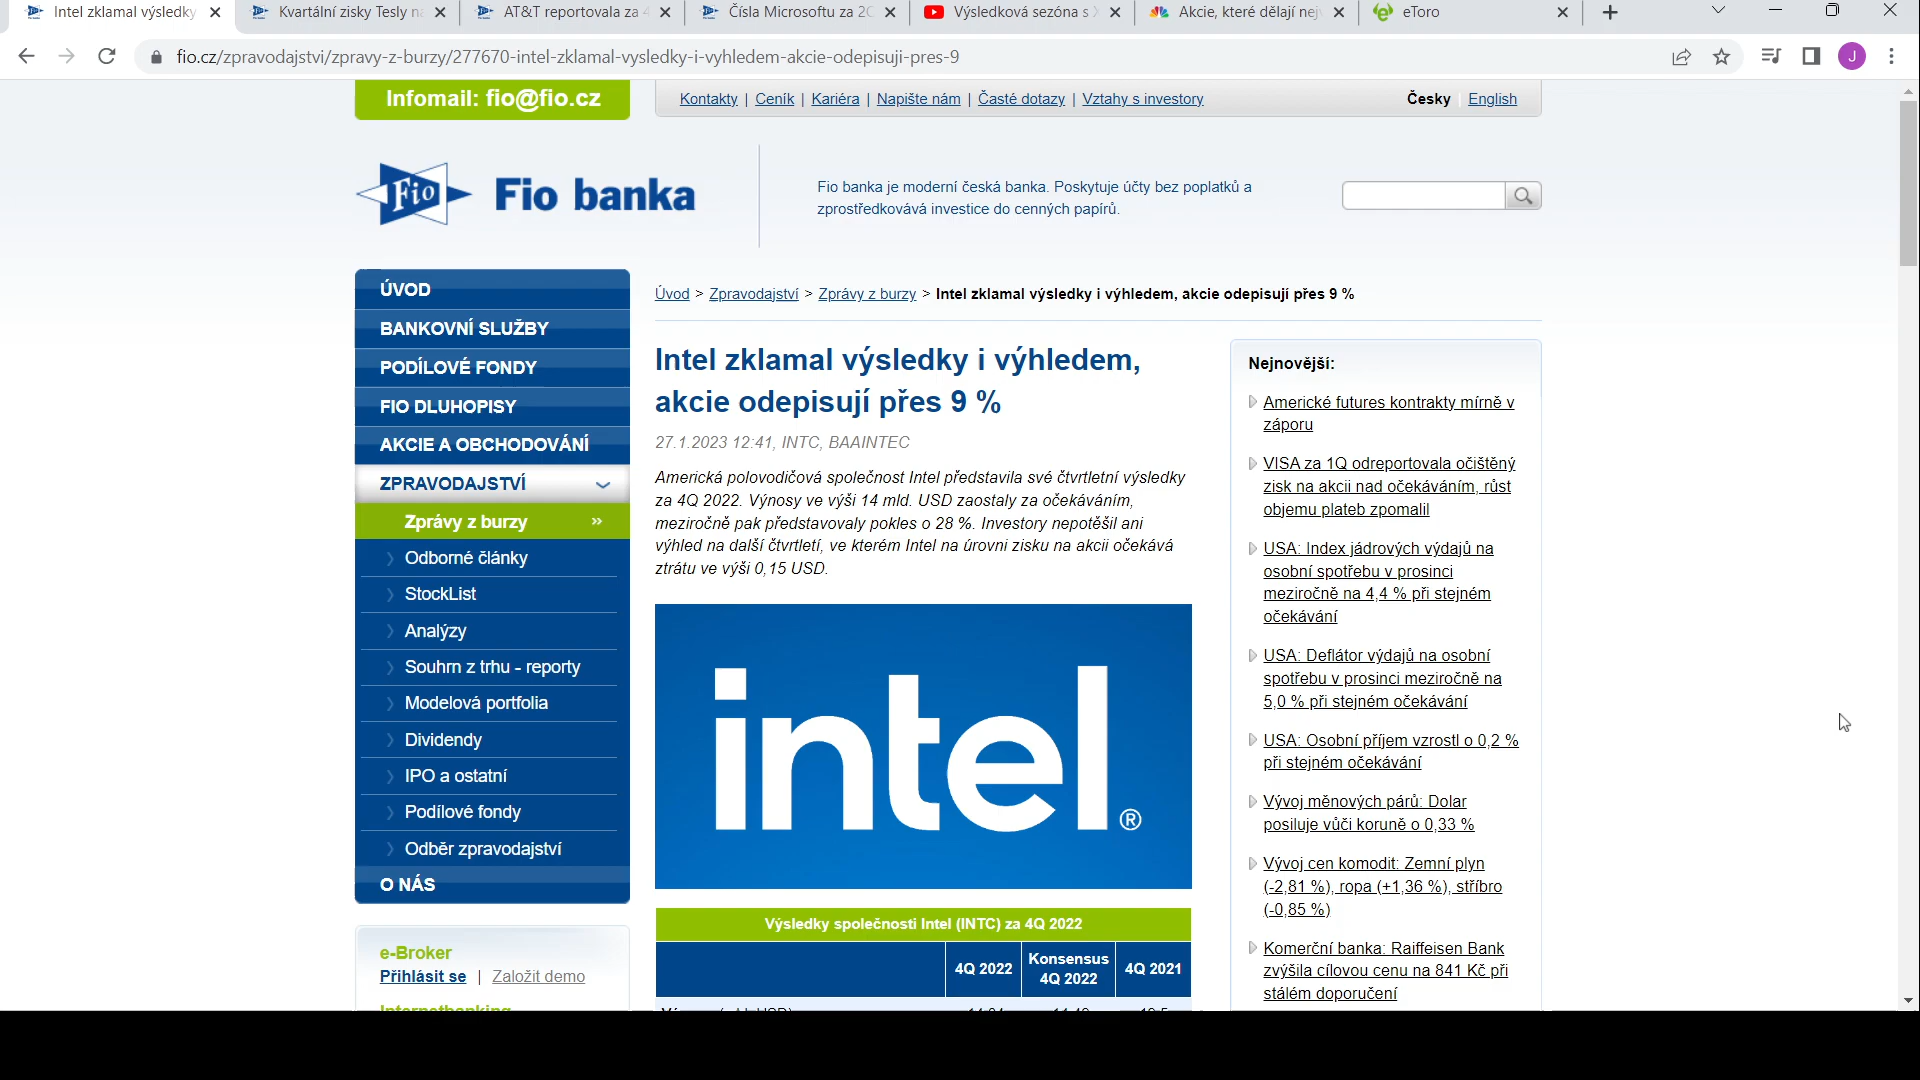 Intel zklamal výsledky
Kvartální zisky Tesly n
AT&T reportovala za 4
Čísla Microsoftu za 2Q
Výsledková sezóna s
Akcie, které dělají nej
eToro
fio.cz/zpravodajstvi/zpravy-z-burzy/277670-intel-zklamal-vysledky-i-vyhledem-akcie-odepisuji-pres-9
J
Infomail: fio@fio.cz
Kontakty | Ceník | Kariéra | Napište nám | Časté dotazy | Vztahy s investory
Česky English
Fio
Fio banka
Fio banka je moderní česká banka. Poskytuje účty bez poplatků a
zprostředkovává investice do cenných papírů.
ÚVOD
BANKOVNÍ SLUŽBY
PODÍLOVÉ FONDY
FIO DLUHOPISY
AKCIE A OBCHODOVÁNÍ
ZPRAVODAJSTVÍ
Zprávy z burzy »
Odborné články
StockList
Analýzy
Souhrn z trhu - reporty
Modelová portfolia
Dividendy
IPO a ostatní
Podílové fondy
Odběr zpravodajství
O NÁS
e-Broker
Přihlásit se | Založit demo
Internetbanking
Úvod > Zpravodajství > Zprávy z burzy > Intel zklamal výsledky i výhledem, akcie odepisují přes 9 %
Intel zklamal výsledky i výhledem,
akcie odepisují přes 9 %
27.1.2023 12:41, INTC, BAAINTEC
Americká polovodičová společnost Intel představila své čtvrtletní výsledky
za 4Q 2022. Výnosy ve výši 14 mld. USD zaostaly za očekáváním,
meziročně pak představovaly pokles o 28 %. Investory nepotěšil ani
výhled na další čtvrtletí, ve kterém Intel na úrovni zisku na akcii očekává
ztrátu ve výši 0,15 USD.
intel®
Výsledky společnosti Intel (INTC) za 4Q 2022
4Q 2022
Konsensus
4Q 2022
4Q 2021
Nejnovější:
Americké futures kontrakty mírně v
záporu
VISA za 1Q odreportovala očištěný
zisk na akcii nad očekáváním, růst
objemu plateb zpomalil
USA: Index jádrových výdajů na
osobní spotřebu v prosinci
meziročně na 4,4 % při stejném
očekávání
USA: Deflátor výdajů na osobní
spotřebu v prosinci meziročně na
5,0 % při stejném očekávání
USA: Osobní příjem vzrostl o 0,2 %
při stejném očekávání
Vývoj měnových párů: Dolar
posiluje vůči koruně o 0,33 %
Vývoj cen komodit: Zemní plyn
(-2,81 %), ropa (+1,36 %), stříbro
(-0,85 %)
Komerční banka: Raiffeisen Bank
zvýšila cílovou cenu na 841 Kč při
stálém doporučení